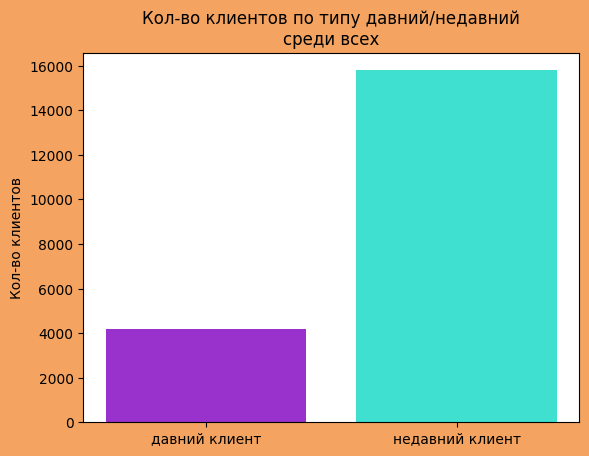 Кол-во клиентов по типу давний/недавний
среди всех
Кол-во клиентов
16000
14000
12000
10000
8000
6000
4000
2000
0
давний клиент
недавний клиент